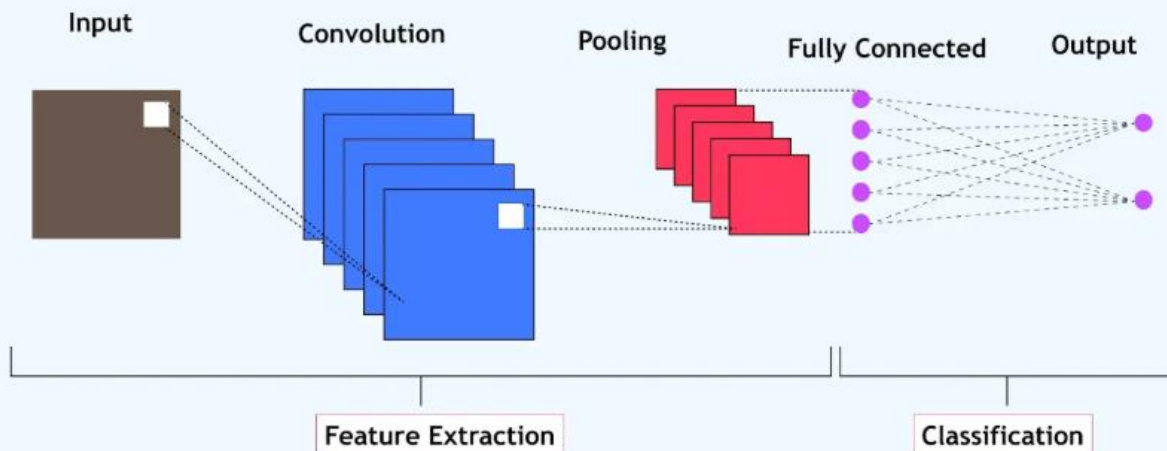 Input
Convolution
Pooling
Fully Connected
Output
Feature Extraction
Classification